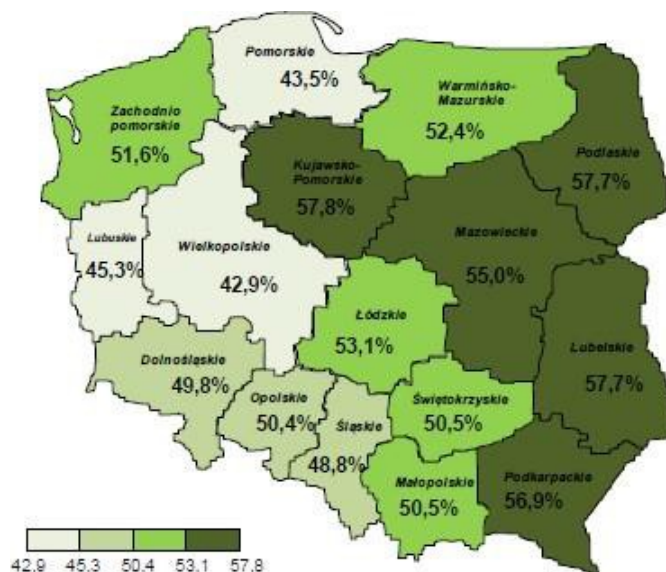 Pomorskie
43,5%
Zachodnio
pomorskie
51,6%
Warmińsko-
Mazurskie
52,4%
Podlaskie
57,7%
Kujawsko-
Pomorskie
57,8%
Mazowieckie
55,0%
Lubuskie
45,3%
Wielkopolskie
42,9%
Łódzkie
53,1%
Lubelskie
57,7%
Dolnośląskie
49,8%
Opolskie
50,4%
Śląskie
48,8%
Świętokrzyskie
50,5%
Małopolskie
50,5%
Podkarpackie
56,9%
42.9 45.3 50.4 53.1 57.8